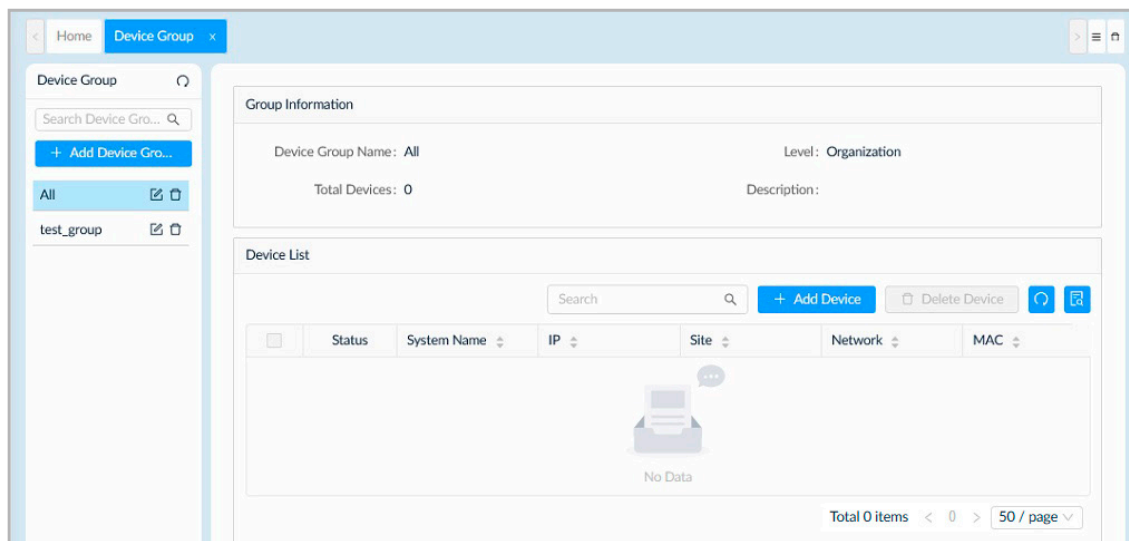 Home Device Group ×
Device Group
Search Device Gro...
+ Add Device Gro...
All
test_group
Group Information
Device Group Name: All Level: Organization
Total Devices: 0 Description:
Device List
Search + Add Device Delete Device
Status System Name IP Site Network MAC
No Data
Total 0 items < 0 > 50 / page